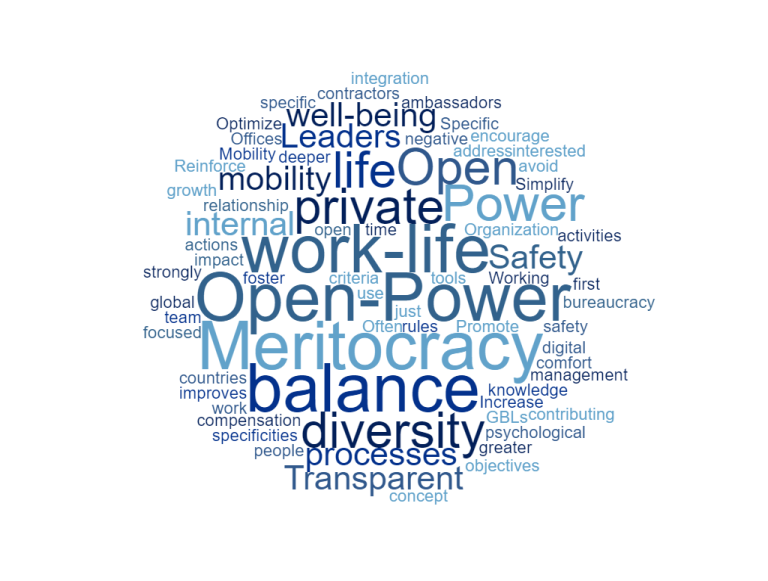 integration
contractors
specific well-being ambassadors
Optimize Leaders Specific
Offices negative encourage
Mobility deeper life Open addressinterested
Reinforce mobility avoid
growth private Power Simplify
relationship
internal open time Organization
actions work-life Safety activities
impact
strongly foster criteria tools Working first
global Open-Power use bureaucracy
team just
focused Often rules Promote safety
Meritocracy digital
comfort
countries balance management
improves knowledge
work Increase
compensation diversity GBLs contributing
specificities psychological
people processes greater
Transparent objectives
concept